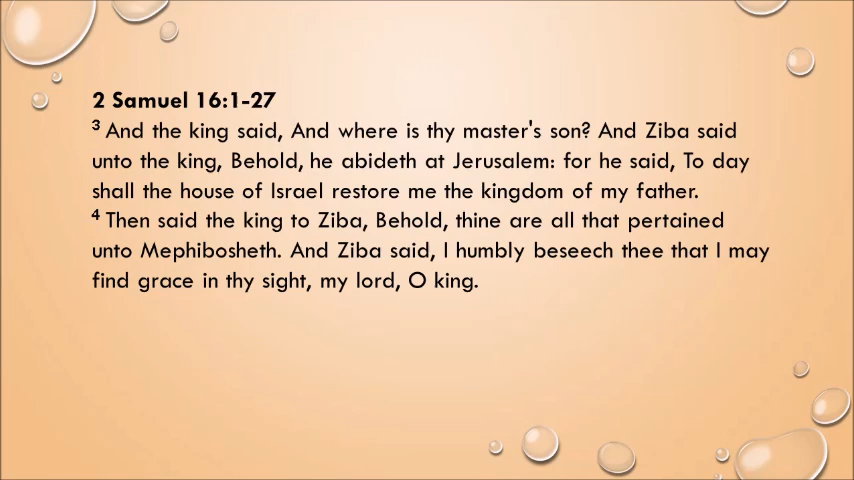 2 Samuel 16:1-27
³ And the king said, And where is thy master's son? And Ziba said
unto the king, Behold, he abideth at Jerusalem: for he said, To day
shall the house of Israel restore me the kingdom of my father.
⁴ Then said the king to Ziba, Behold, thine are all that pertained
unto Mephibosheth. And Ziba said, I humbly beseech thee that I may
find grace in thy sight, my lord, O king.